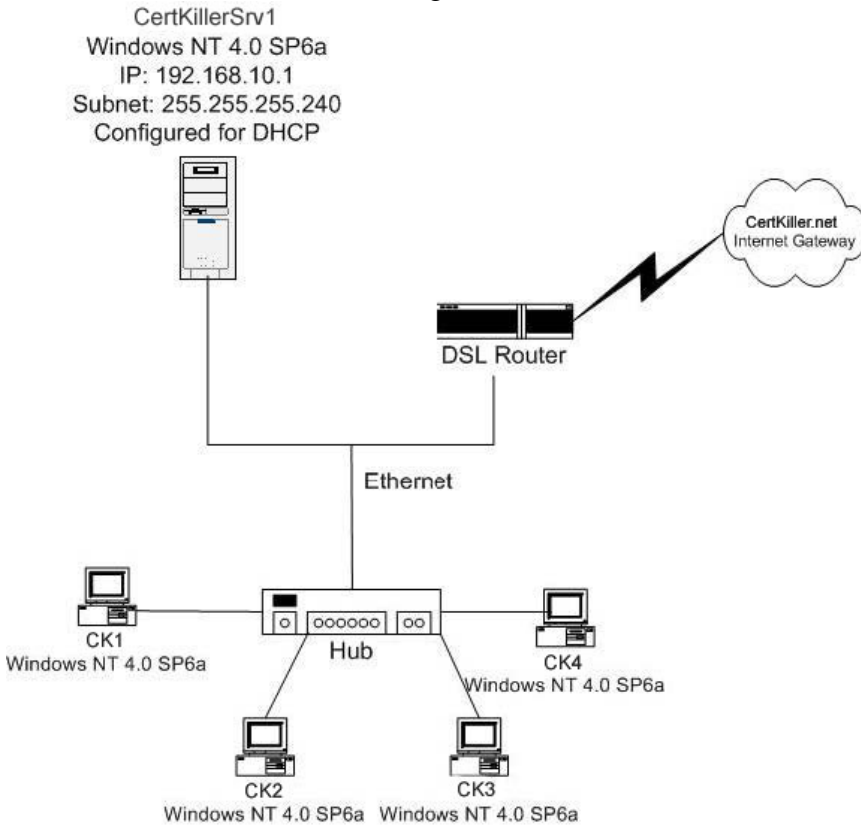 CertKillerSrv1
Windows NT 4.0 SP6a
IP: 192.168.10.1
Subnet: 255.255.255.240
Configured for DHCP
CertKiller.net
Internet Gateway
DSL Router
Ethernet
CK1
Windows NT 4.0 SP6a
Hub
CK4
Windows NT 4.0 SP6a
CK2
Windows NT 4.0 SP6a
CK3
Windows NT 4.0 SP6a